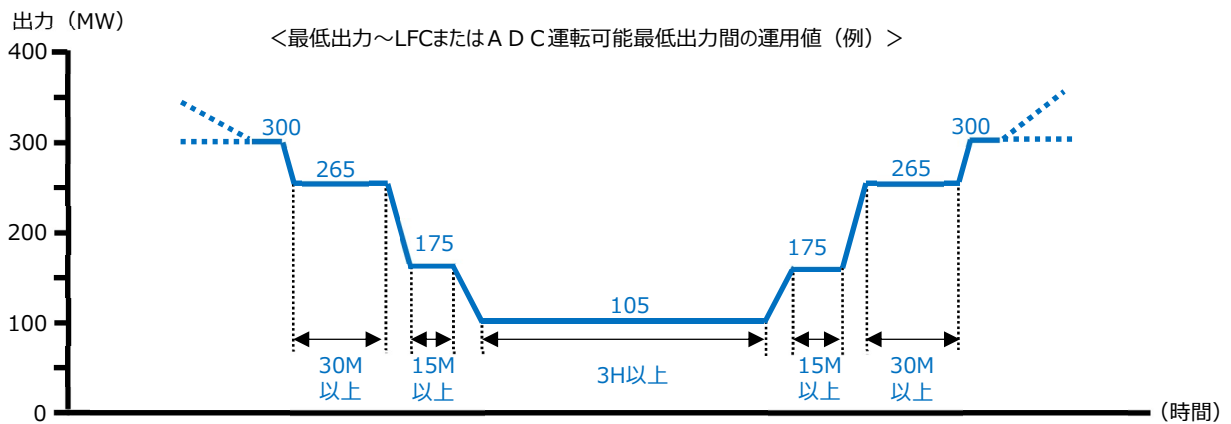 出力（MW）
＜最低出力～LFCまたはＡＤＣ運転可能最低出力間の運用値（例）＞
400
300
200
100
0
300
265
175
105
175
265
300
30M
以上
15M
以上
3H以上
15M
以上
30M
以上
（時間）